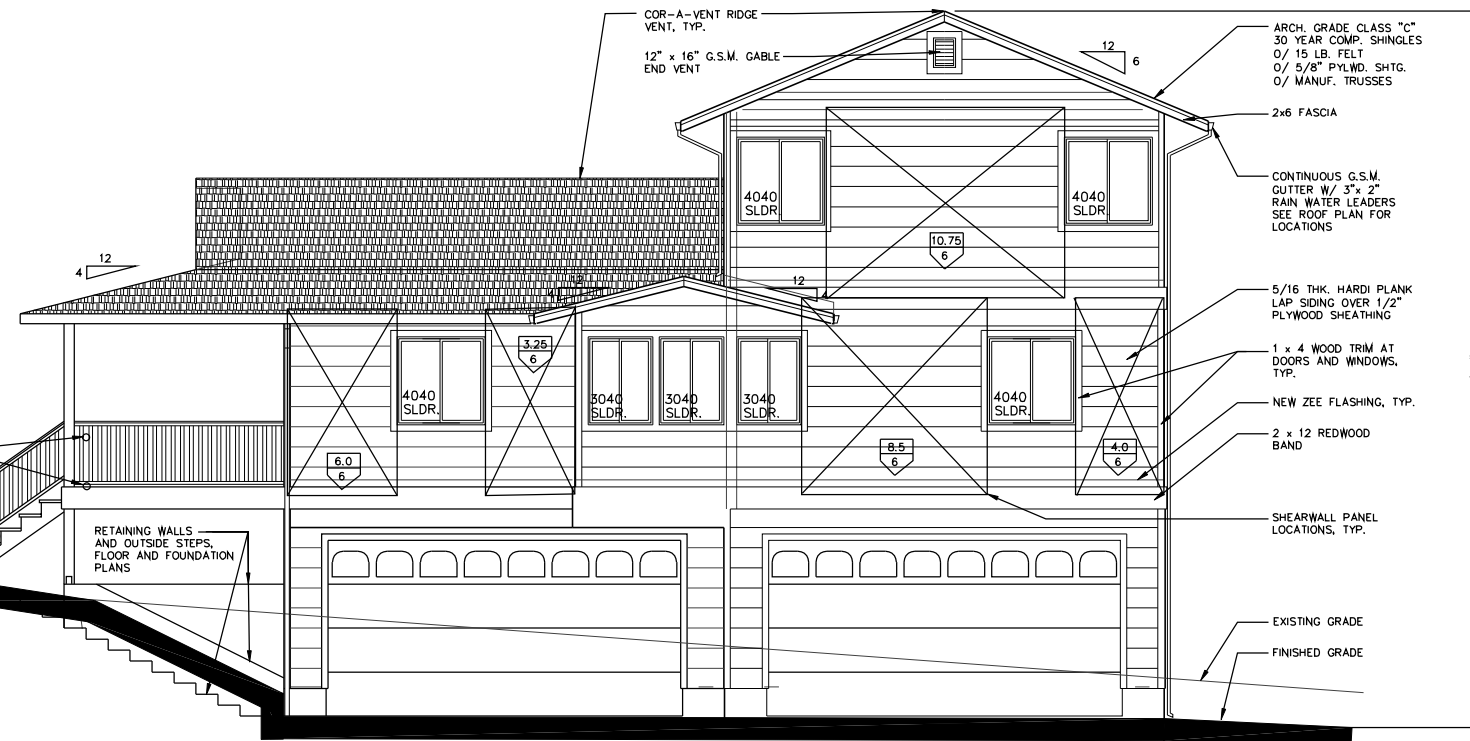 COR-A-VENT RIDGE
VENT, TYP.
12" x 16" G.S.M. GABLE
END VENT
12
6
ARCH. GRADE CLASS "C"
30 YEAR COMP. SHINGLES
O/ 15 LB. FELT
O/ 5/8" PYLWD. SHTG.
O/ MANUF. TRUSSES
2x6 FASCIA
CONTINUOUS G.S.M.
GUTTER W/ 3"x 2"
RAIN WATER LEADERS
SEE ROOF PLAN FOR
LOCATIONS
4040
SLDR.
4040
SLDR.
10.75
6
12
4
12
4
12
5/16 THK. HARDI PLANK
LAP SIDING OVER 1/2"
PLYWOOD SHEATHING
1 x 4 WOOD TRIM AT
DOORS AND WINDOWS,
TYP.
NEW ZEE FLASHING, TYP.
2 x 12 REDWOOD
BAND
3.25
6
4040
SLDR.
3040
SLDR.
3040
SLDR.
3040
SLDR.
4040
SLDR.
6.0
6
8.5
6
4.0
6
SHEARWALL PANEL
LOCATIONS, TYP.
RETAINING WALLS
AND OUTSIDE STEPS,
FLOOR AND FOUNDATION
PLANS
EXISTING GRADE
FINISHED GRADE